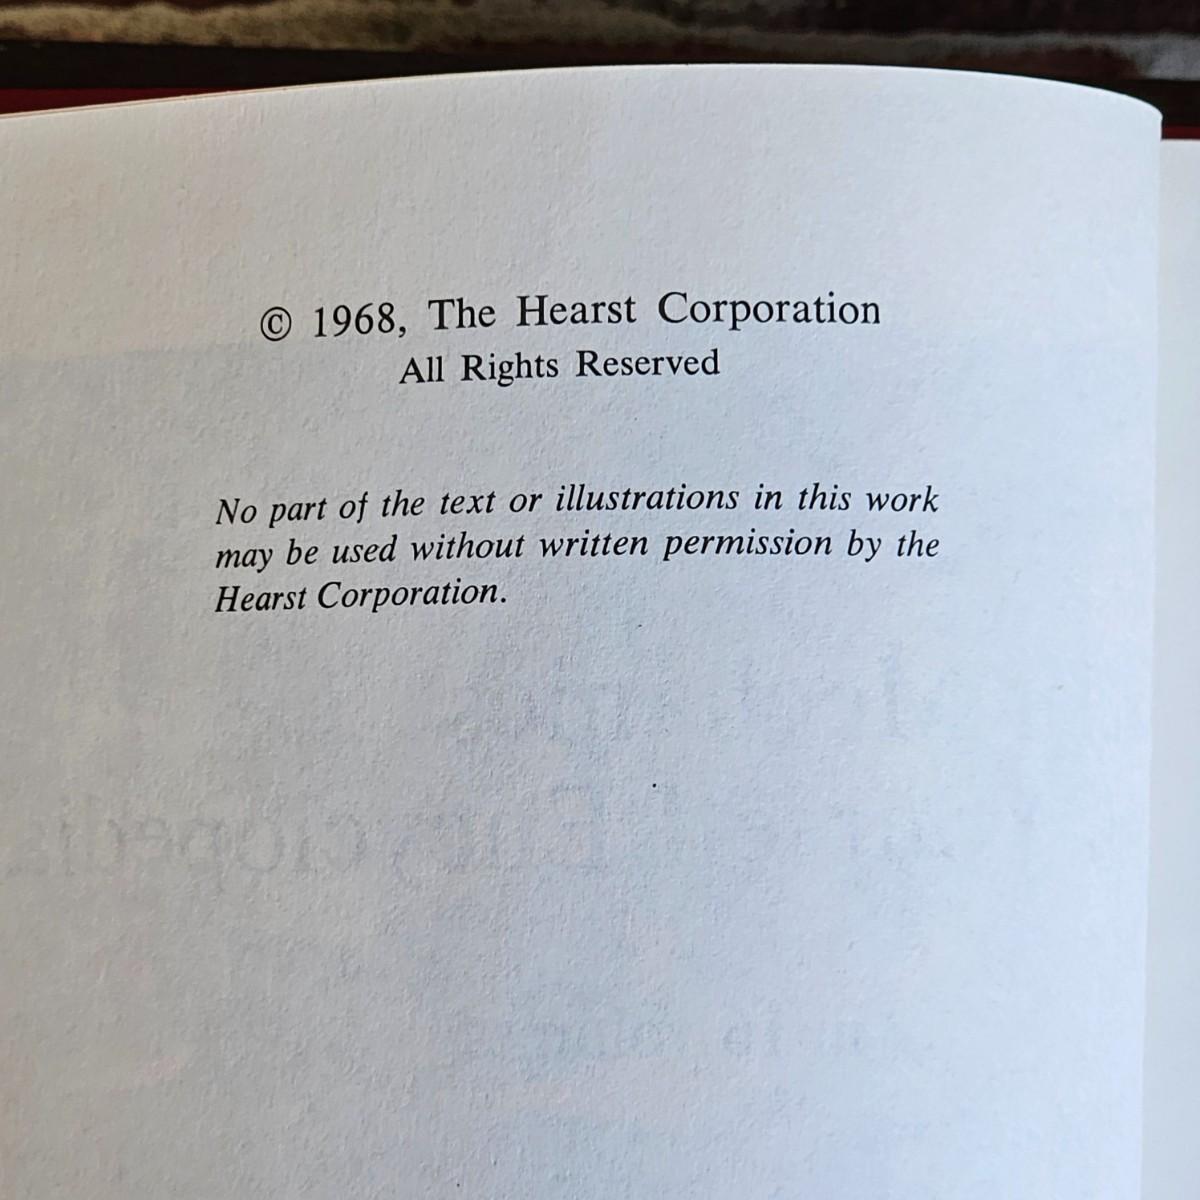 © 1968, The Hearst Corporation
All Rights Reserved
No part of the text or illustrations in this work
may be used without written permission by the
Hearst Corporation.